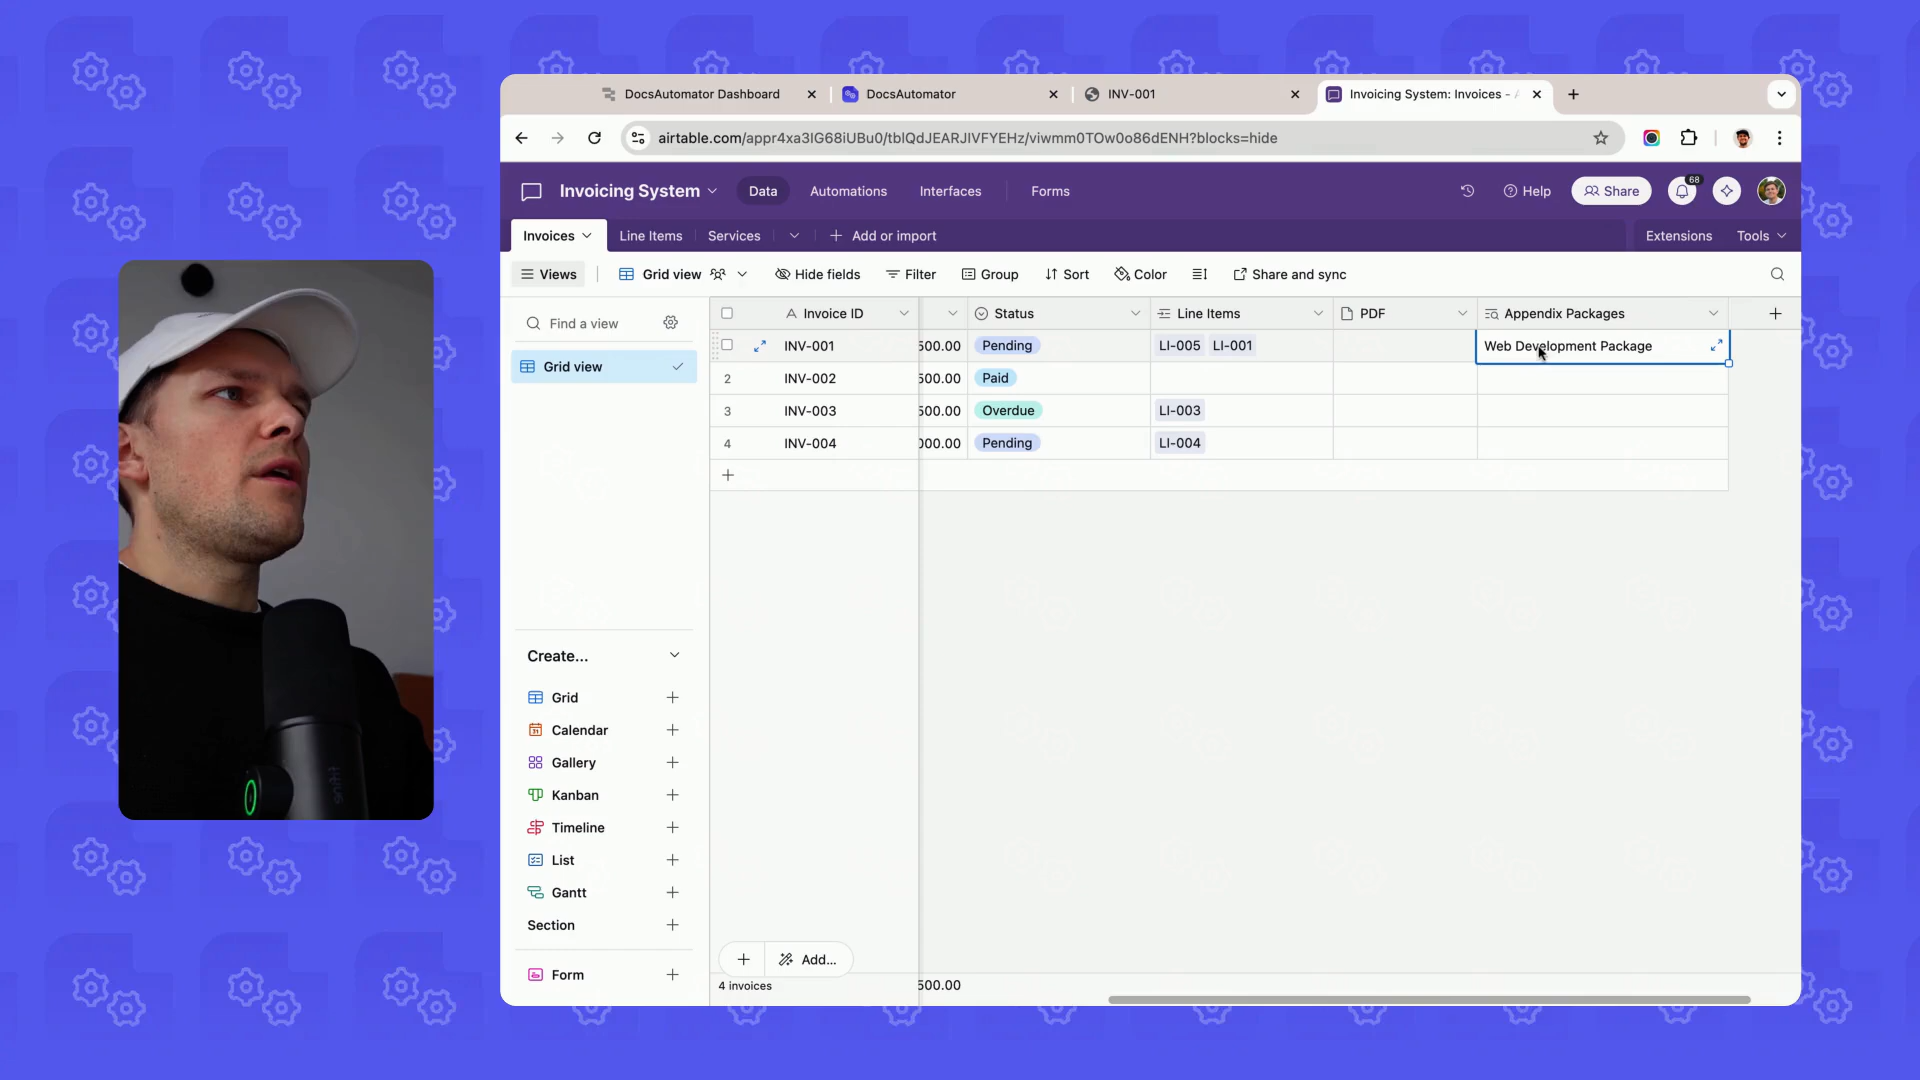 DocsAutomator Dashboard
DocsAutomator
INV-001
Invoicing System: Invoices -
airtable.com/appr4xa3IG68iUBu0/tblQdJEARJIVFYEHz/viwmm0TOw0o86dENH?blocks=hide
Invoicing System
Data
Automations
Interfaces
Forms
Help
Share
68
Invoices
Line Items
Services
Add or import
Extensions
Tools
Views
Grid view
Hide fields
Filter
Group
Sort
Color
Share and sync
Find a view
Grid view
Invoice ID
Status
Line Items
PDF
Appendix Packages
INV-001
500.00
Pending
LI-005
LI-001
Web Development Package
2
INV-002
500.00
Paid
3
INV-003
500.00
Overdue
LI-003
4
INV-004
000.00
Pending
LI-004
Create...
Grid
Calendar
Gallery
Kanban
Timeline
List
Gantt
Section
Form
Add...
4 invoices
500.00